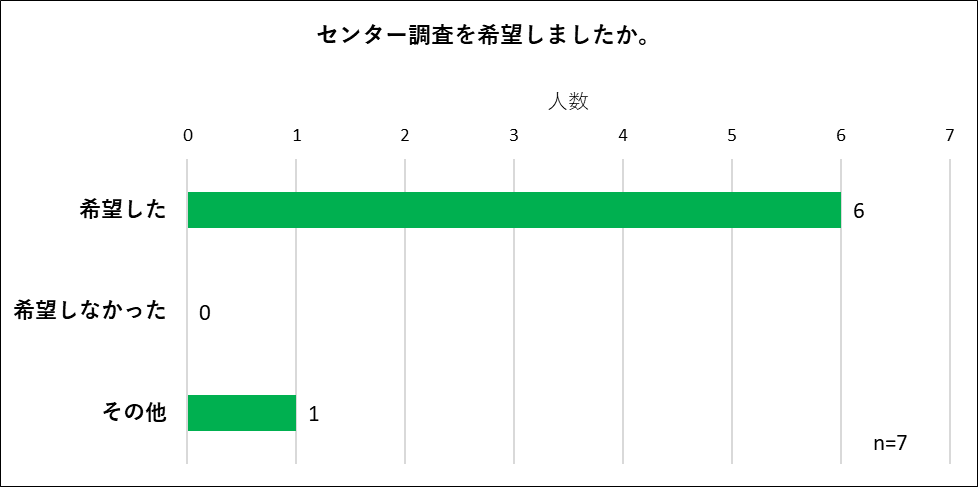 センター調査を希望しましたか。
人数
0 1 2 3 4 5 6 7
希望した 6
希望しなかった 0
その他 1
n=7